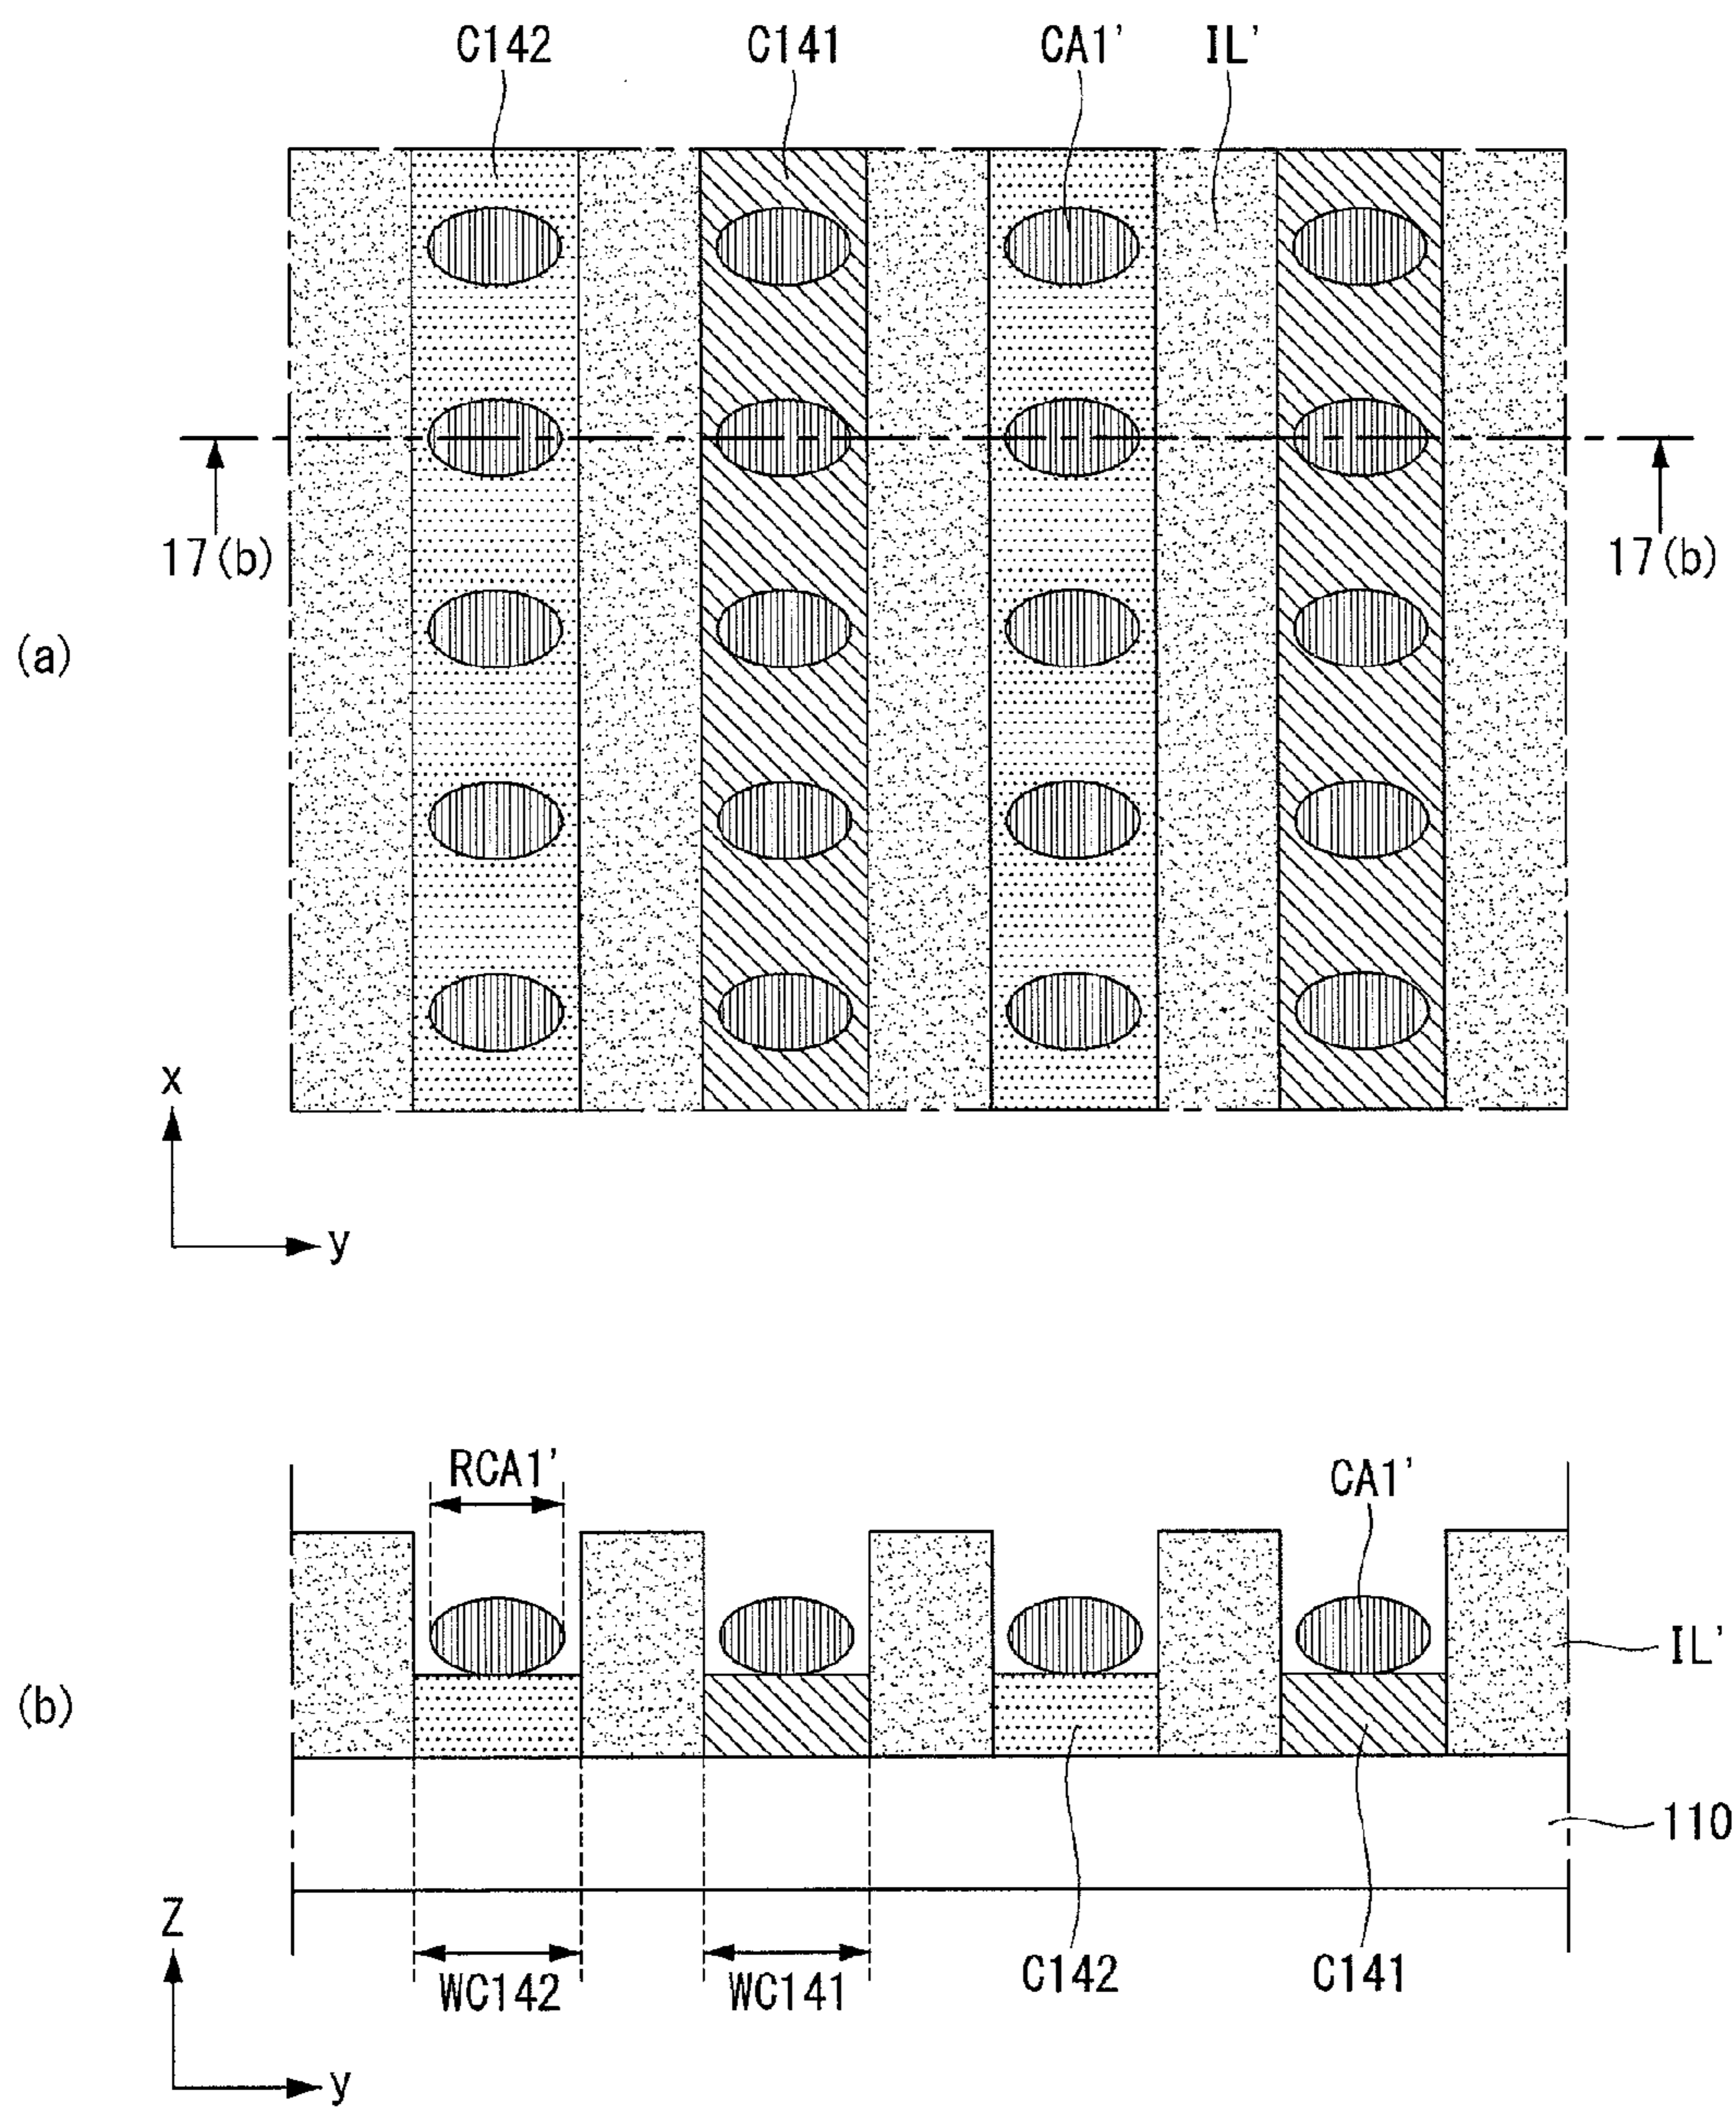 C142 C141 CA1' IL'
17(b) 17(b)
(a)
x
y
RCA1' CA1'
IL'
(b)
110
Z
WC142 WC141 C142 C141
y